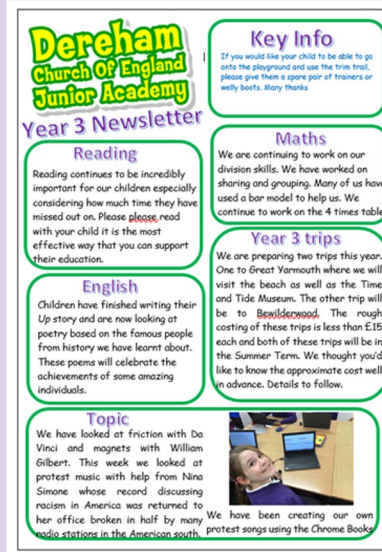 Dereham
Church Of England
Junior Academy
Year 3 Newsletter
Key Info
If you would like your child to be able to go
onto the playground and use the trim trail,
please give them a spare pair of trainers or
welly boots. Many thanks
Reading
Reading continues to be incredibly
important for our children especially
considering how much time they have
missed out on. Please please read
with your child it is the most
effective way that you can support
their education.
Maths
We are continuing to work on our
division skills. We have worked on
sharing and grouping. Many of us have
used a bar model to help us. We
continue to work on the 4 times table
English
Children have finished writing their
Up story and are now looking at
poetry based on the famous people
from history we have learnt about.
These poems will celebrate the
achievements of some amazing
individuals.
Year 3 trips
We are preparing two trips this year.
One to Great Yarmouth where we will
visit the beach as well as the Time
and Tide Museum. The other trip will
be to Bewilderwood. The rough
costing of these trips is less than £15
each and both of these trips will be in
the Summer Term. We thought you'd
like to know the approximate cost well
in advance. Details to follow.
Topic
We have looked at friction with Da
Vinci and magnets with William
Gilbert. This week we looked at
protest music with help from Nina
Simone whose record discussing
racism in America was returned to
her office broken in half by many
radio stations in the American south.
We have been creating our own
protest songs using the Chrome Books